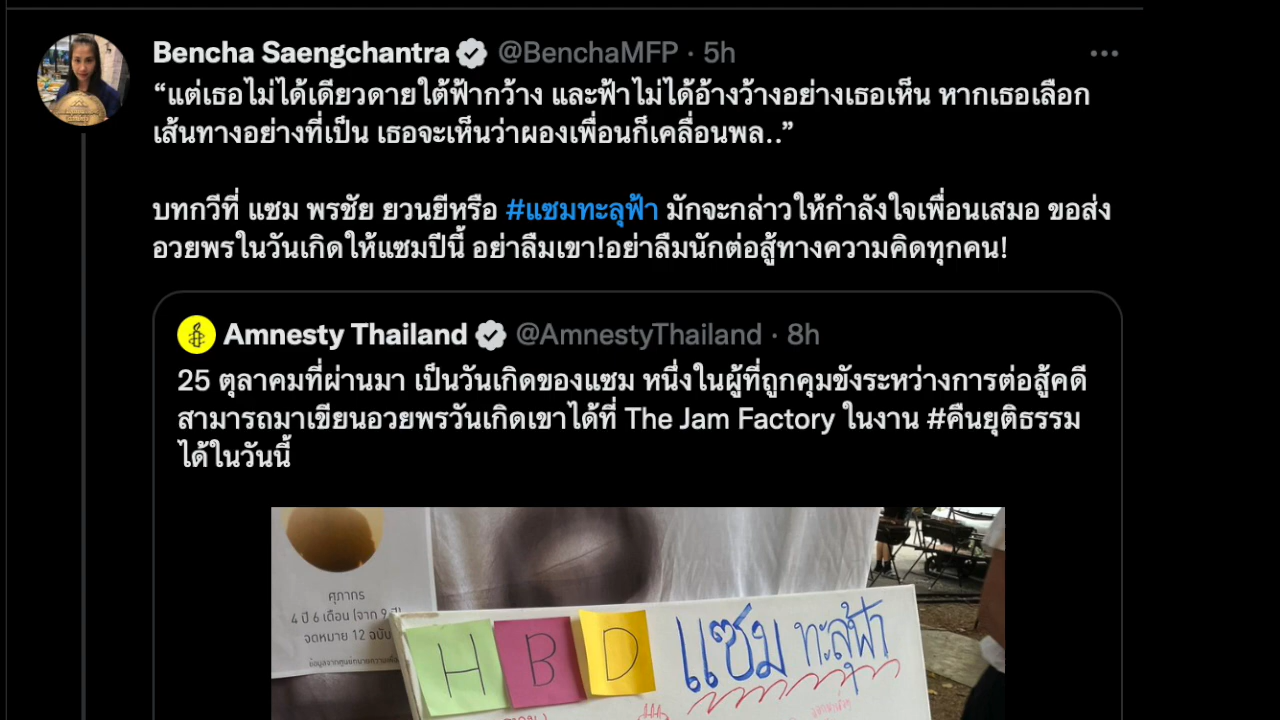 Bencha Saengchantra @BenchaMFP · 5h
“แต่เธอไม่ได้เดียวดายใต้ฟ้ากว้าง และฟ้าไม่ได้อ้างว้างอย่างเธอเห็น หากเธอเลือก
เส้นทางอย่างที่เป็น เธอจะเห็นว่าผองเพื่อนก็เคลื่อนพล..”
บทกวีที่ แซม พรชัย ยวนยีหรือ #แซมทะลุฟ้า มักจะกล่าวให้กำลังใจเพื่อนเสมอ ขอส่ง
อวยพรในวันเกิดให้แซมปีนี้ อย่าลืมเขา!อย่าลืมนักต่อสู้ทางความคิดทุกคน!
Amnesty Thailand @AmnestyThailand · 8h
25 ตุลาคมที่ผ่านมา เป็นวันเกิดของแซม หนึ่งในผู้ที่ถูกคุมขังระหว่างการต่อสู้คดี
สามารถมาเขียนอวยพรวันเกิดเขาได้ที่ The Jam Factory ในงาน #คืนยุติธรรม
ได้ในวันนี้
ศุภากร
4 ปี 6 เดือน (จาก 9 ปี)
จดหมาย 12 ฉบับ
HBD แซม ทะลุฟ้า